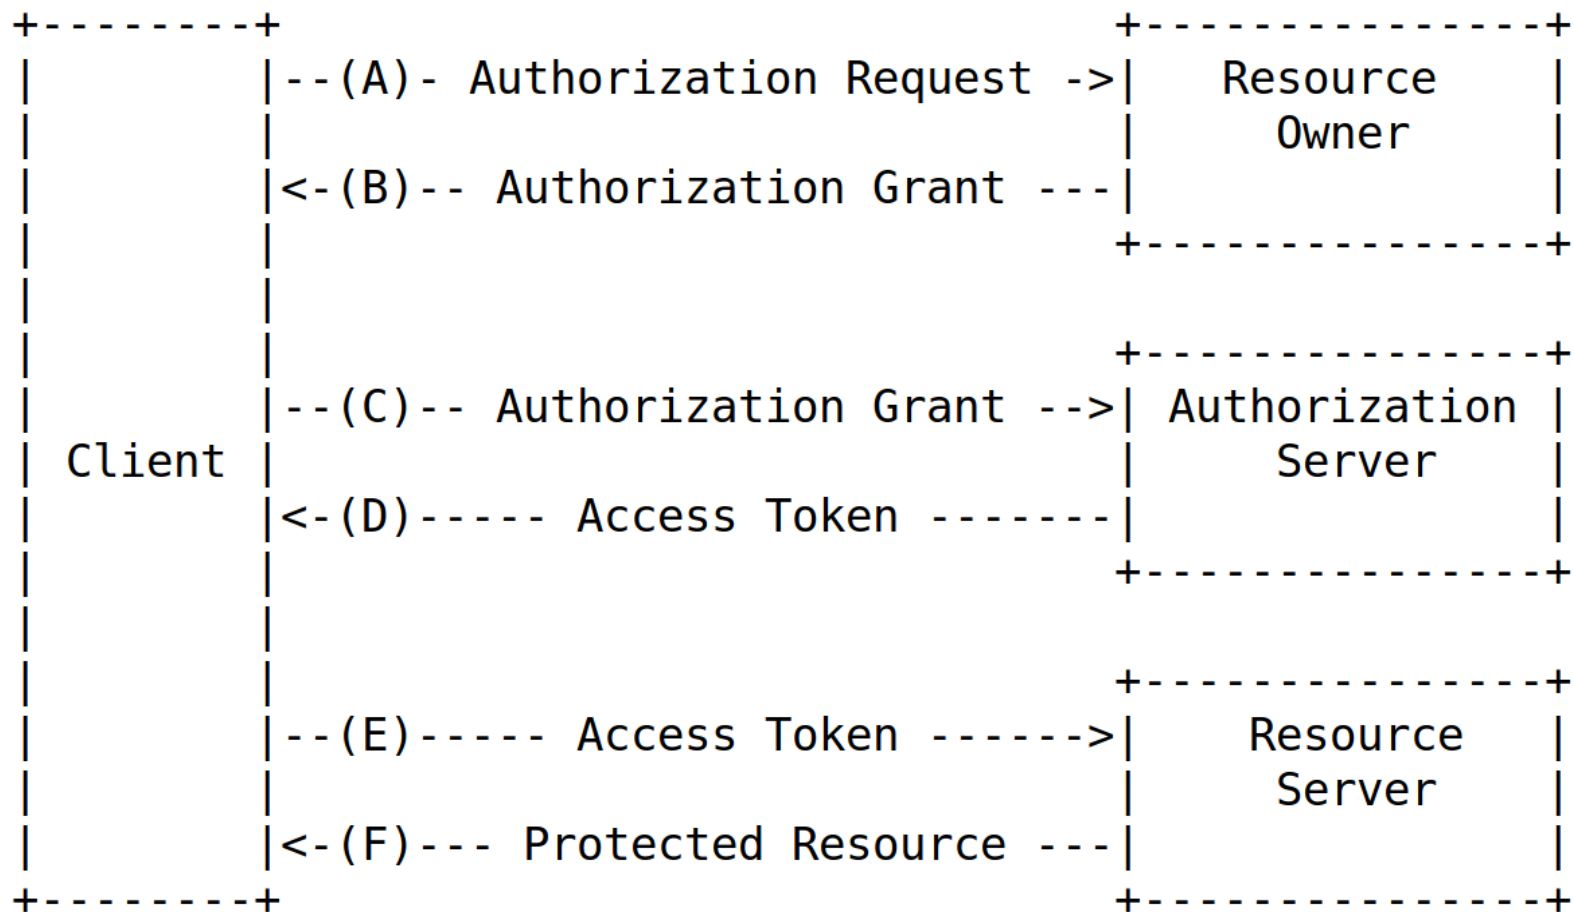 +--------+                               +---------------+
|        |--(A)- Authorization Request ->|   Resource    |
|        |                               |     Owner     |
|        |<-(B)-- Authorization Grant ---|               |
|        |                               +---------------+
|        |
|        |                               +---------------+
|        |--(C)-- Authorization Grant -->| Authorization |
| Client |                               |     Server    |
|        |<-(D)----- Access Token -------|               |
|        |                               +---------------+
|        |
|        |                               +---------------+
|        |--(E)----- Access Token ------>|    Resource   |
|        |                               |     Server    |
|        |<-(F)--- Protected Resource ---|               |
+--------+                               +---------------+